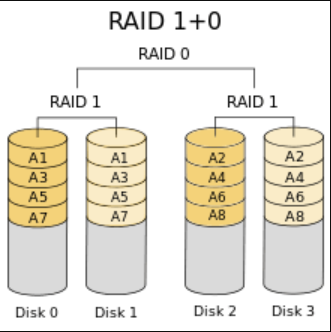 RAID 1+0
RAID 0
RAID 1 RAID 1
A1 A1 A2 A2
A3 A3 A4 A4
A5 A5 A6 A6
A7 A7 A8 A8
Disk 0 Disk 1 Disk 2 Disk 3